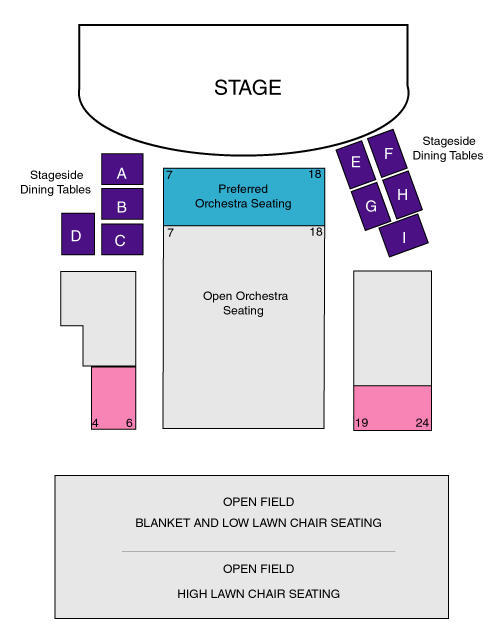 STAGE
Stageside
Dining Tables
A
B
C
D
7 18
Preferred
Orchestra Seating
7 18
Open Orchestra
Seating
Stageside
Dining Tables
E
F
G
H
I
4 6
19 24
OPEN FIELD
BLANKET AND LOW LAWN CHAIR SEATING
OPEN FIELD
HIGH LAWN CHAIR SEATING